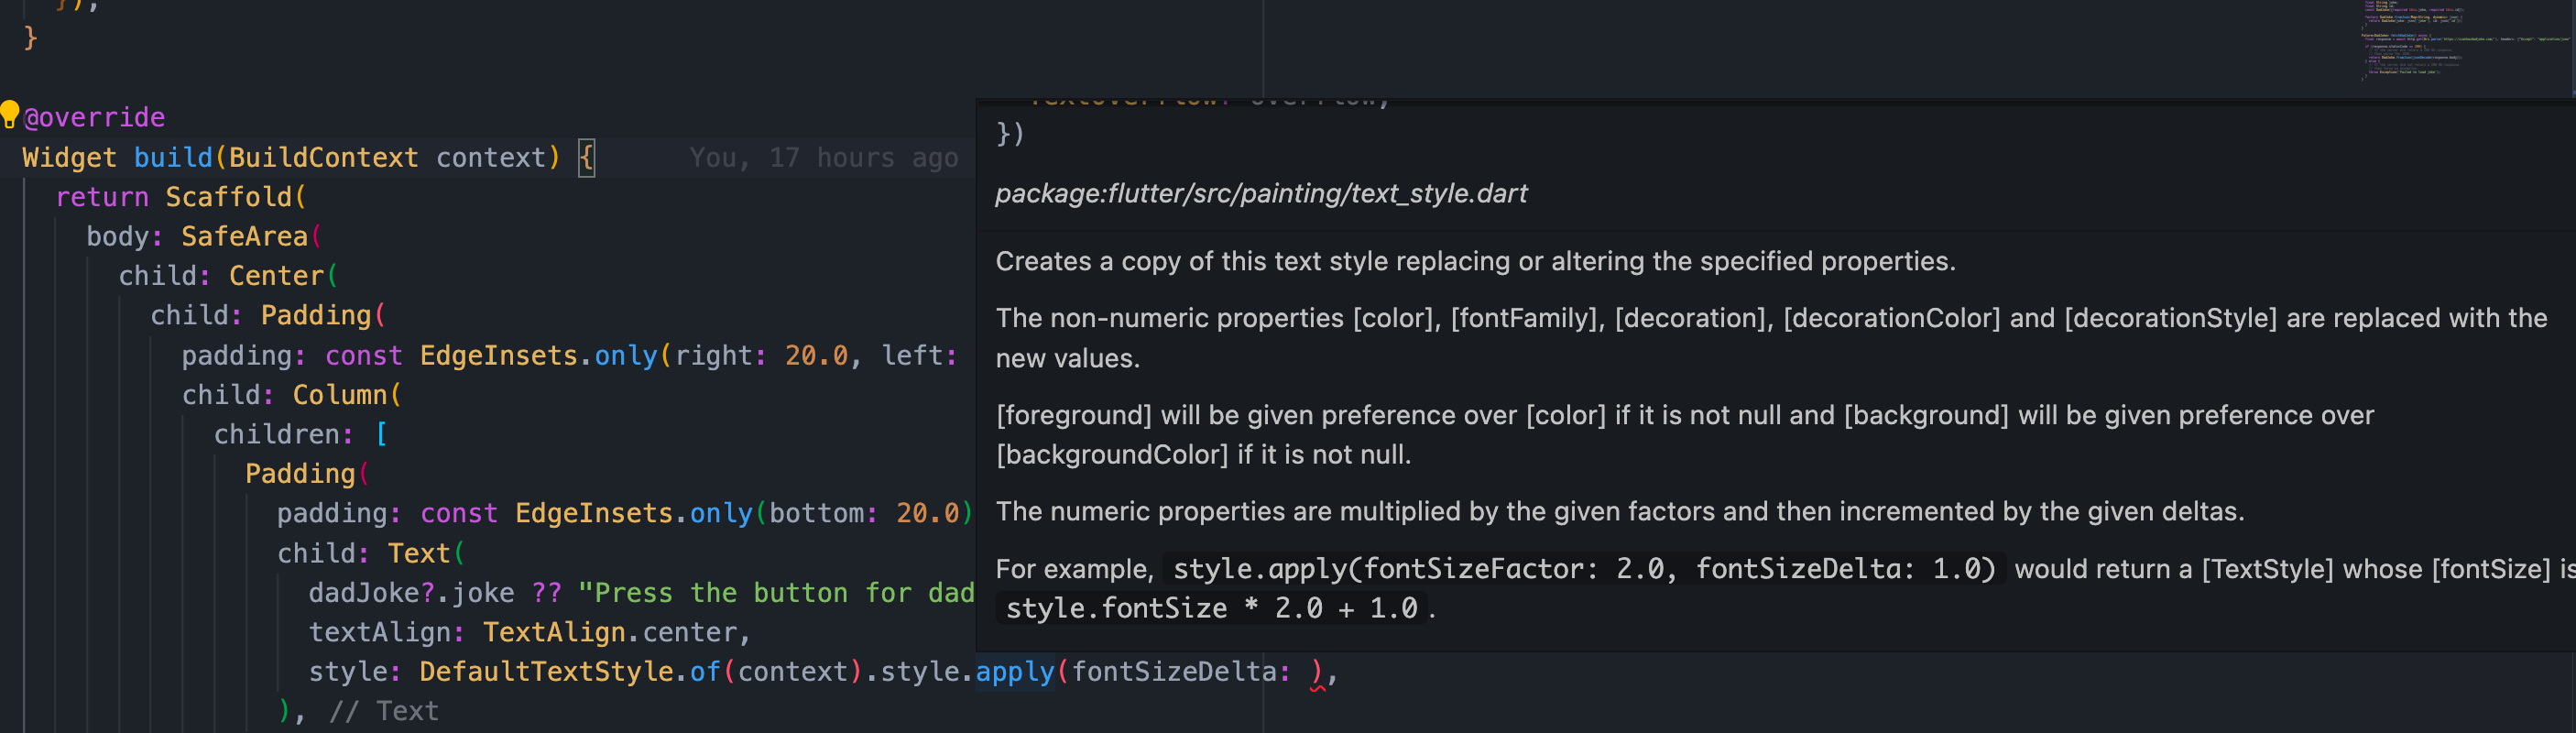 }),
}
@override
Widget build(BuildContext context) {      You, 17 hours ago
return Scaffold(
body: SafeArea(
child: Center(
child: Padding(
padding: const EdgeInsets.only(right: 20.0, left:
child: Column(
children: [
Padding(
padding: const EdgeInsets.only(bottom: 20.0)
child: Text(
dadJoke?.joke ?? "Press the button for dad
textAlign: TextAlign.center,
style: DefaultTextStyle.of(context).style.apply(fontSizeDelta: ),
), // Text
TextOverflow? overflow,
})
package:flutter/src/painting/text_style.dart
Creates a copy of this text style replacing or altering the specified properties.
The non-numeric properties [color], [fontFamily], [decoration], [decorationColor] and [decorationStyle] are replaced with the
new values.
[foreground] will be given preference over [color] if it is not null and [background] will be given preference over
[backgroundColor] if it is not null.
The numeric properties are multiplied by the given factors and then incremented by the given deltas.
For example, style.apply(fontSizeFactor: 2.0, fontSizeDelta: 1.0) would return a [TextStyle] whose [fontSize] is
style.fontSize * 2.0 + 1.0.